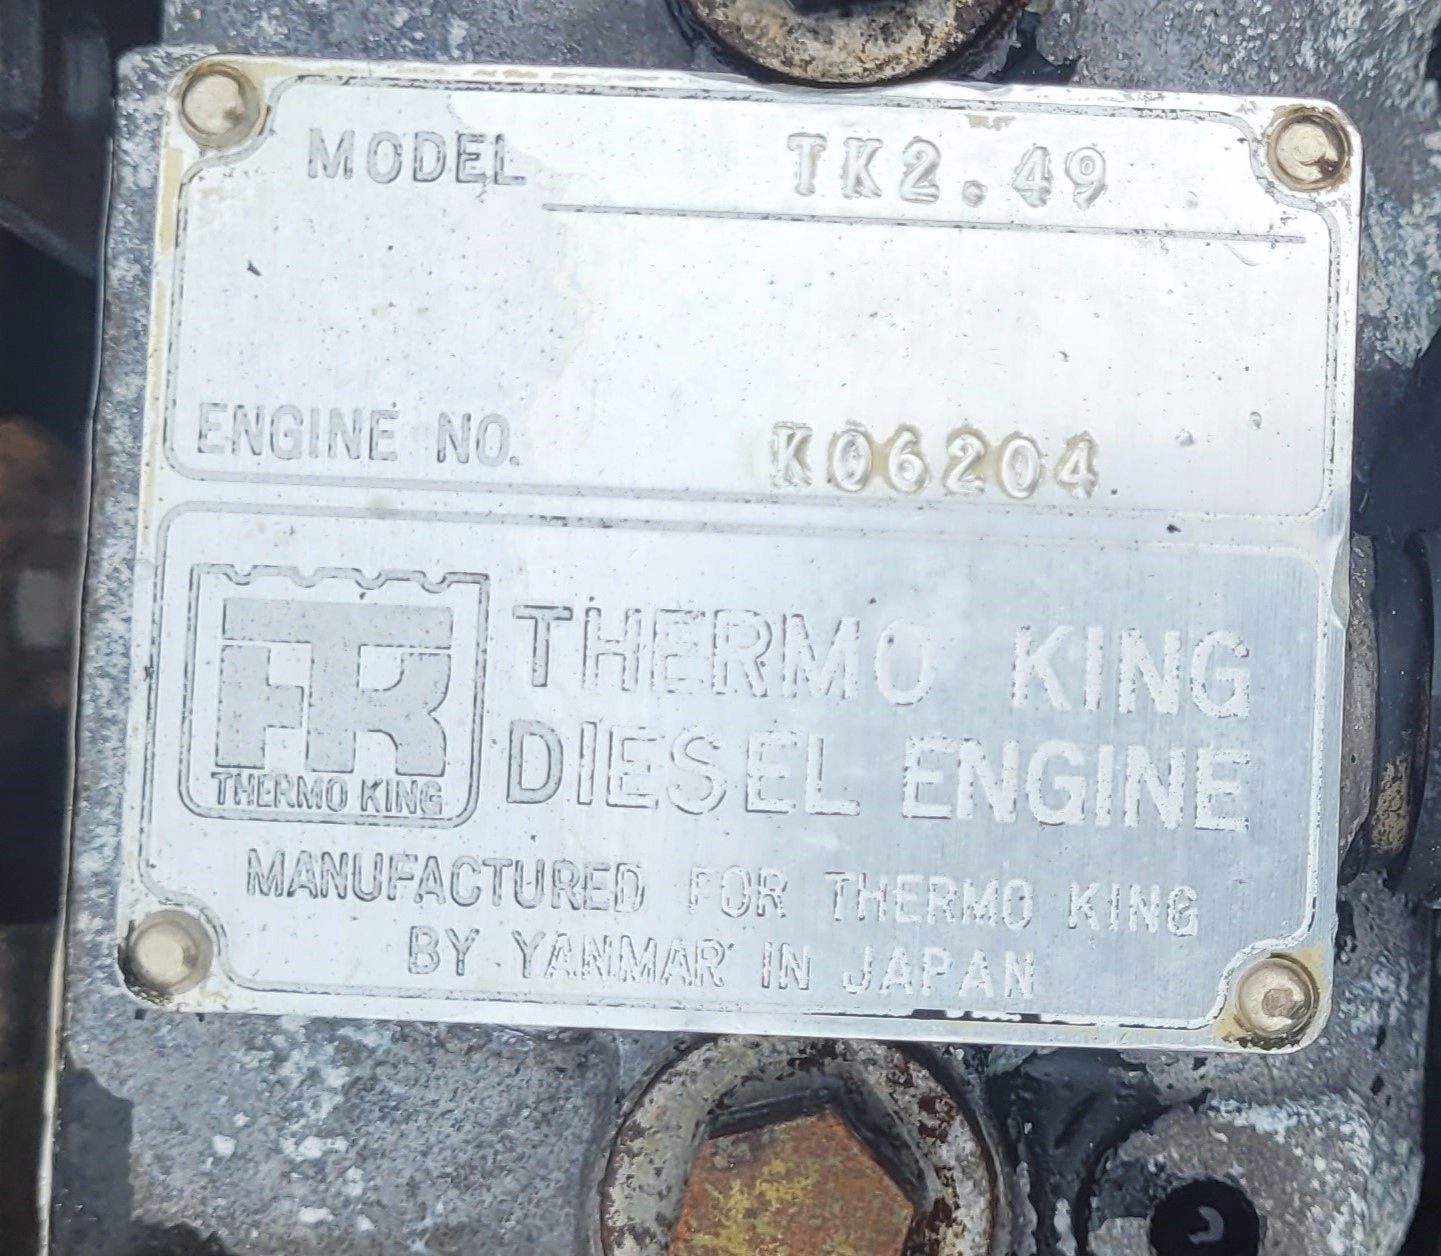 MODEL TK2.49
ENGINE NO. K06204
THERMO KING
THERMO KING
DIESEL ENGINE
MANUFACTURED FOR THERMO KING
BY YANMAR IN JAPAN